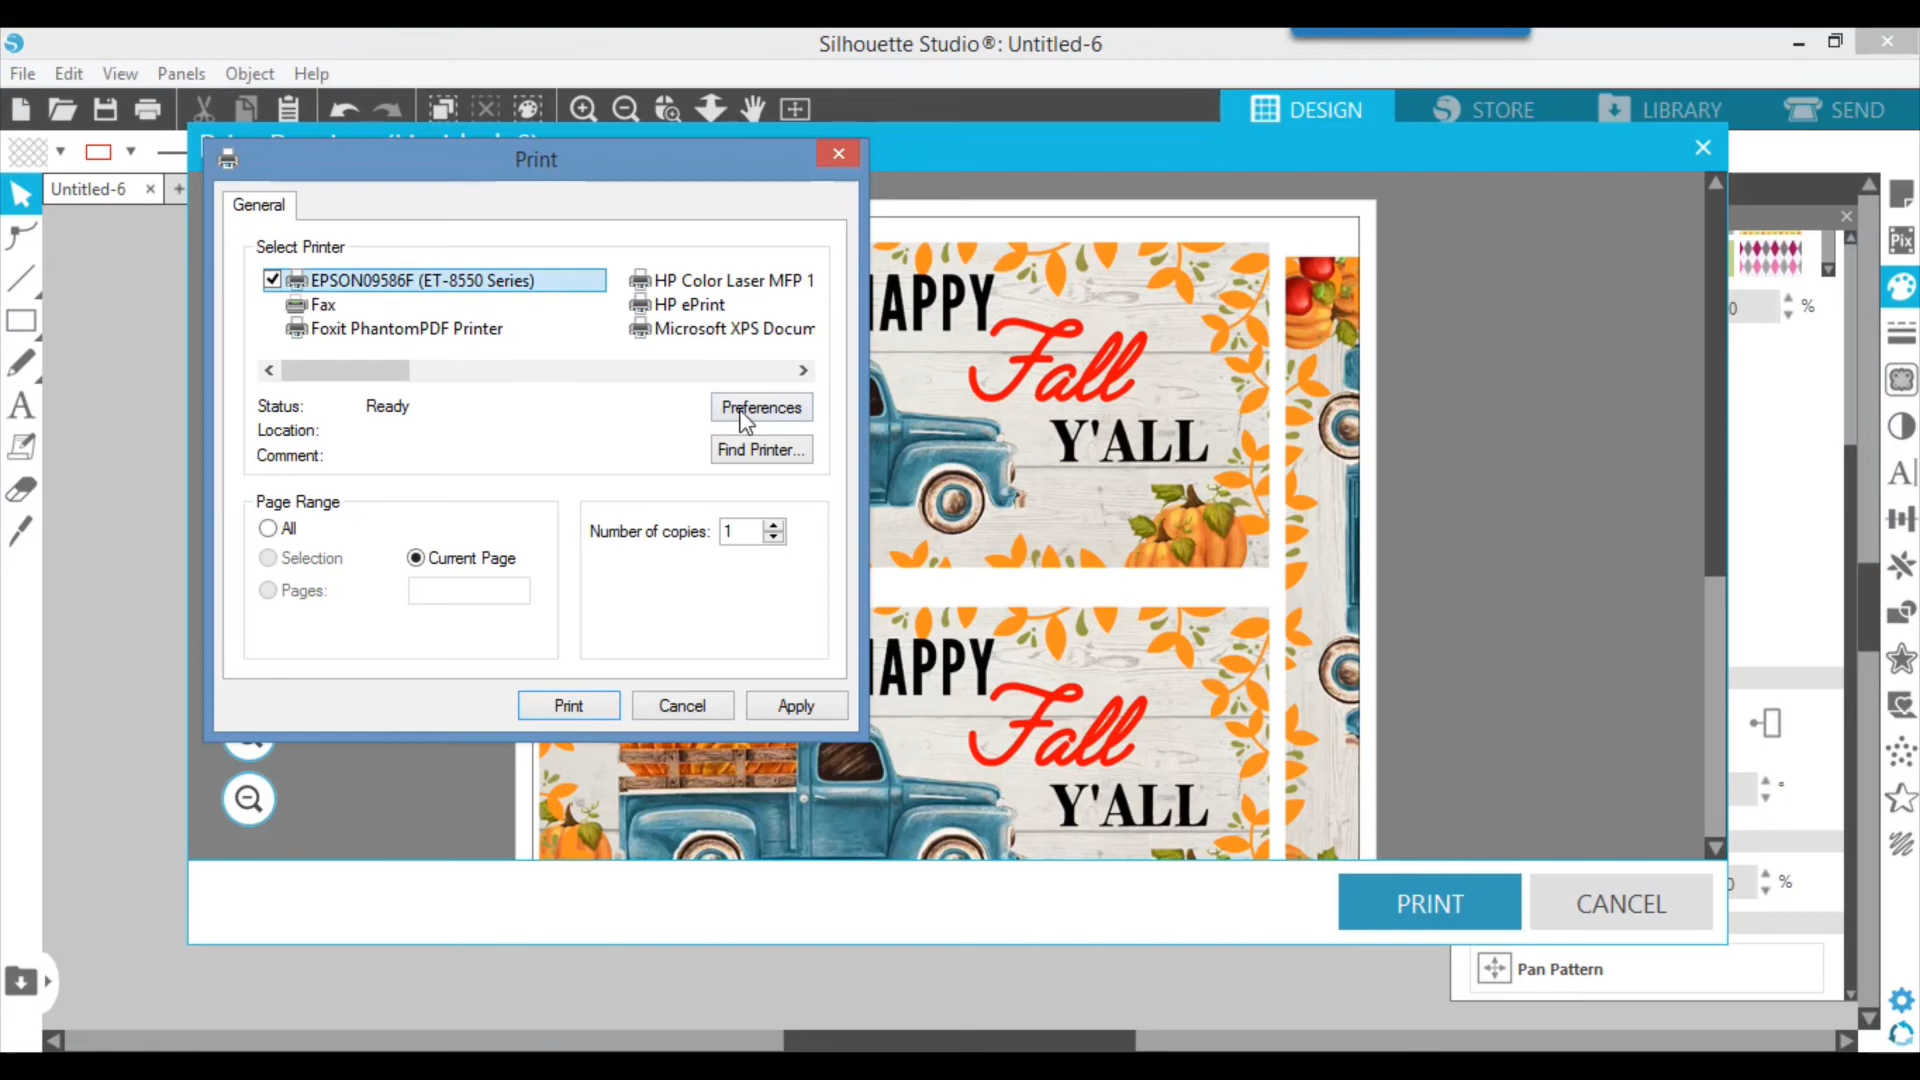 Silhouette Studio®: Untitled-6
File Edit View Panels Object Help
DESIGN STORE LIBRARY SEND
Untitled-6
Pix
Print
General
Select Printer
EPSON09586F (ET-8550 Series)
Fax
Foxit PhantomPDF Printer
HP Color Laser MFP 1
HP ePrint
Microsoft XPS Docum
Status: Ready
Location:
Comment:
Preferences
Find Printer...
Page Range
All
Selection
Current Page
Pages:
Number of copies: 1
Print Cancel Apply
HAPPY
Fall
Y'ALL
HAPPY
Fall
Y'ALL
%
%
PRINT CANCEL
Pan Pattern